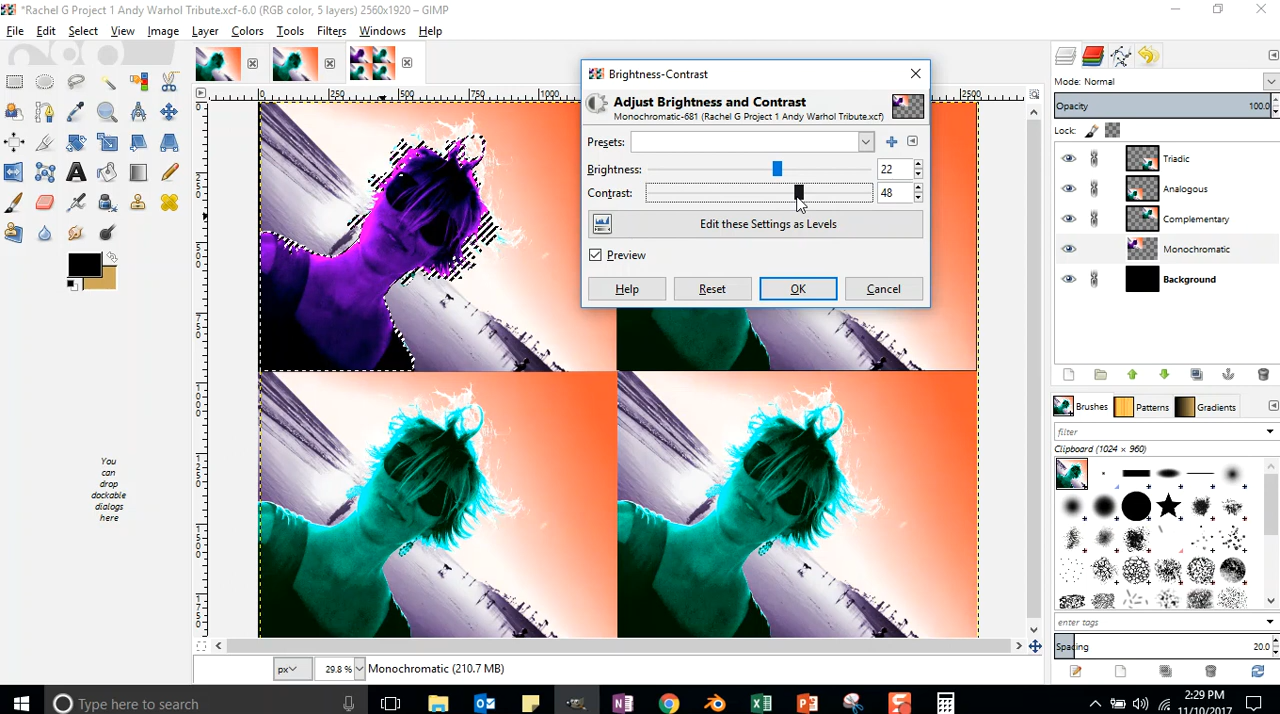 *Rachel G Project 1 Andy Warhol Tribute.xcf-6.0 (RGB color, 5 layers) 2560x1920 – GIMP
File Edit Select View Image Layer Colors Tools Filters Windows Help
0 500 750 1000 2500
Brightness-Contrast
Adjust Brightness and Contrast
Monochromatic-681 (Rachel G Project 1 Andy Warhol Tribute.xcf)
Presets:
Brightness: 22
Contrast: 48
Edit these Settings as Levels
Preview
Help Reset OK Cancel
Mode: Normal
Opacity 100.0
Lock:
Triadic
Analogous
Complementary
Monochromatic
Background
Brushes Patterns Gradients
filter
Clipboard (1024 × 960)
enter tags
Spacing 20.0
You
can
drop
dockable
dialogs
here
px 29.8 % Monochromatic (210.7 MB)
Type here to search
2:29 PM
11/10/2017